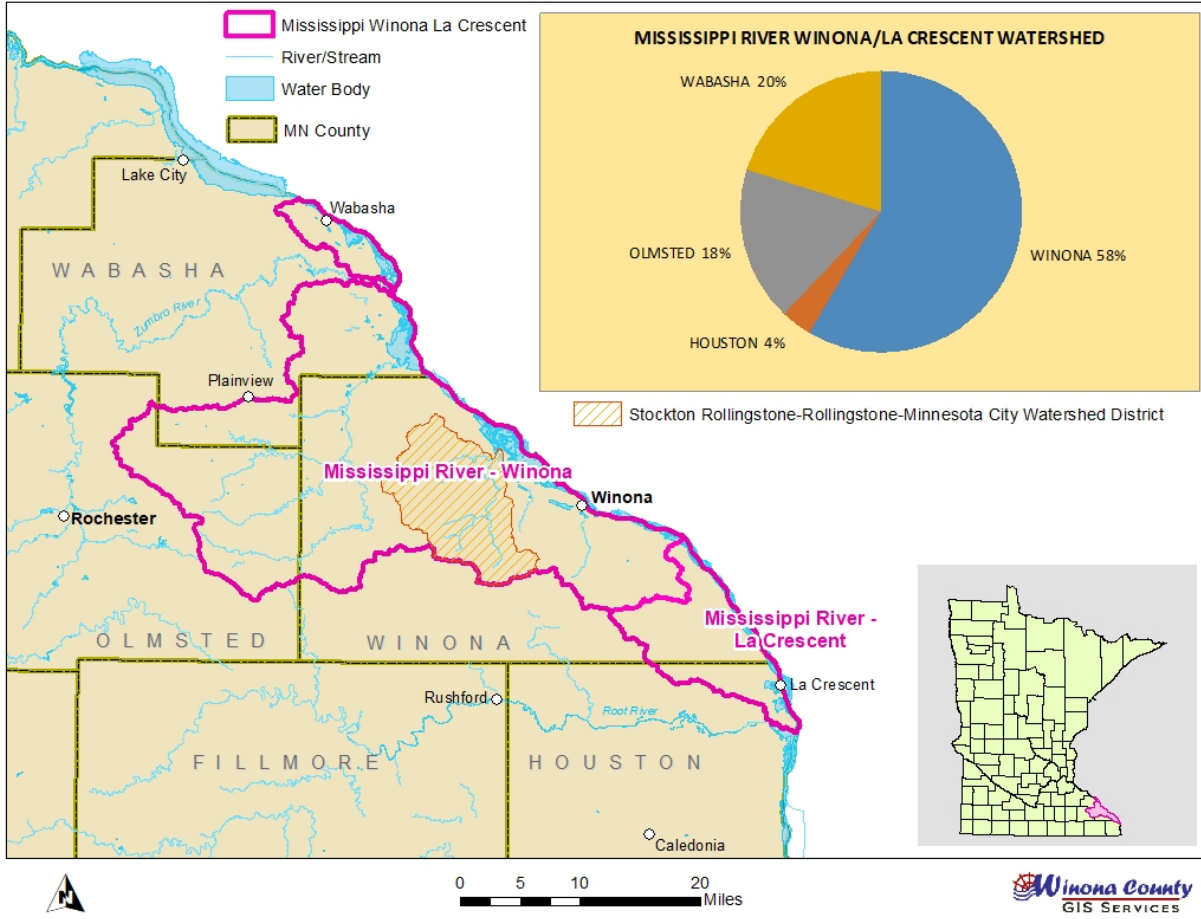 Mississippi Winona La Crescent
River/Stream
Water Body
MN County
MISSISSIPPI RIVER WINONA/LA CRESCENT WATERSHED
WABASHA 20%
OLMSTED 18%
WINONA 58%
HOUSTON 4%
Stockton Rollingstone-Rollingstone-Minnesota City Watershed District
Lake City
Wabasha
WABASHA
Zumbro River
Plainview
Mississippi River - Winona
Winona
Rochester
Mississippi River -
La Crescent
OLMSTED
WINONA
La Crescent
Rushford
Root River
FILLMORE
HOUSTON
Caledonia
N
0 5 10 20
Miles
Winona County
GIS SERVICES